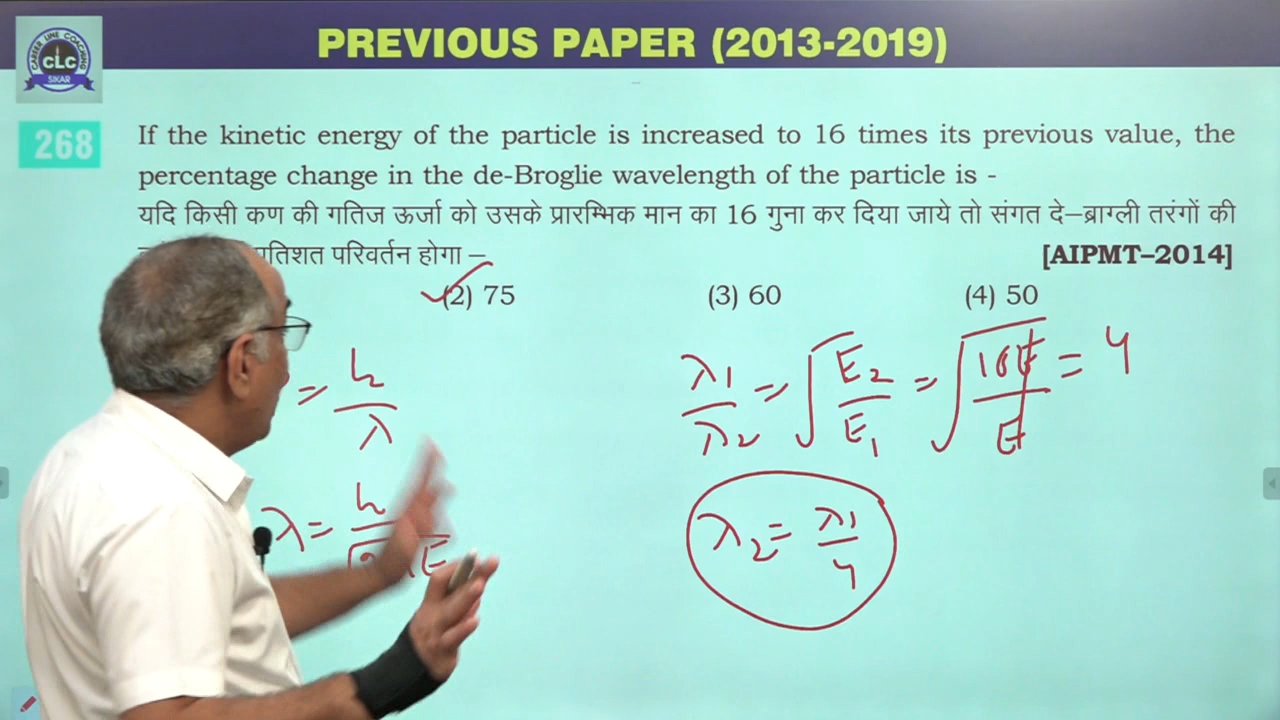 PREVIOUS PAPER (2013-2019)
CAREER LINE COACHING
CLC
SIKAR
268
If the kinetic energy of the particle is increased to 16 times its previous value, the
percentage change in the de-Broglie wavelength of the particle is -
यदि किसी कण की गतिज ऊर्जा को उसके प्रारम्भिक मान का 16 गुना कर दिया जाये तो संगत दे–ब्राग्ली तरंगों की
परिवर्तन होगा –
[AIPMT–2014]
(2) 75 (3) 60 (4) 50
= h/λ
λ1/λ2 = √(E2/E1) = √(16E/E) = 4
λ = h/
λ2 = λ1/4